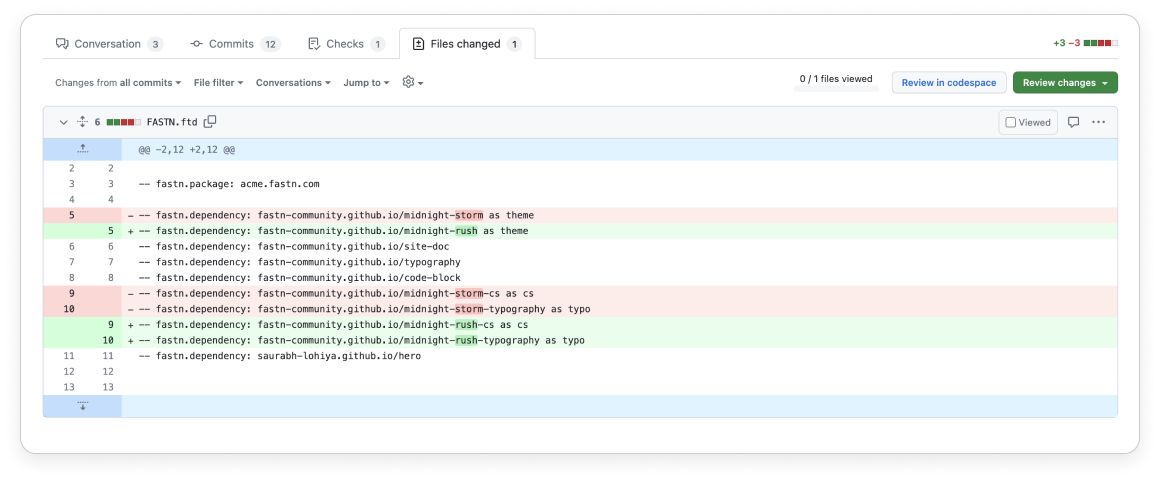 Conversation 3 Commits 12 Checks 1 Files changed 1 +3 −3
Changes from all commits File filter Conversations Jump to 0 / 1 files viewed Review in codespace Review changes
6 FASTN.ftd Viewed
@@ -2,12 +2,12 @@
2 2
3 3 -- fastn.package: acme.fastn.com
4 4
5 - -- fastn.dependency: fastn-community.github.io/midnight-storm as theme
5 + -- fastn.dependency: fastn-community.github.io/midnight-rush as theme
6 6 -- fastn.dependency: fastn-community.github.io/site-doc
7 7 -- fastn.dependency: fastn-community.github.io/typography
8 8 -- fastn.dependency: fastn-community.github.io/code-block
9 - -- fastn.dependency: fastn-community.github.io/midnight-storm-cs as cs
10 - -- fastn.dependency: fastn-community.github.io/midnight-storm-typography as typo
9 + -- fastn.dependency: fastn-community.github.io/midnight-rush-cs as cs
10 + -- fastn.dependency: fastn-community.github.io/midnight-rush-typography as typo
11 11 -- fastn.dependency: saurabh-lohiya.github.io/hero
12 12
13 13